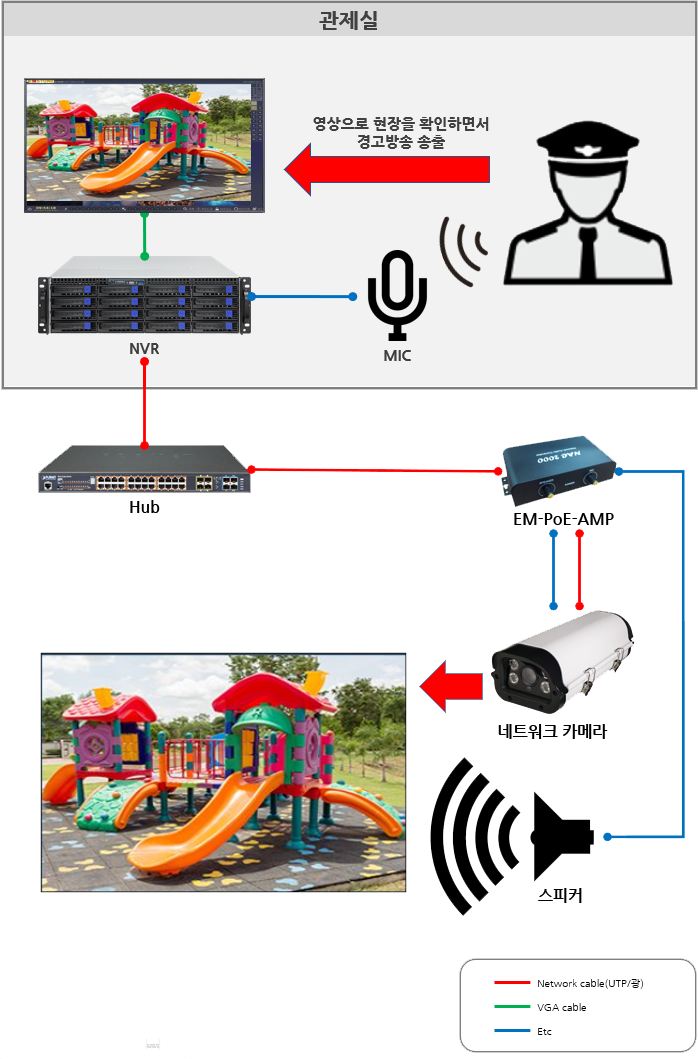 관제실
영상으로 현장을 확인하면서
경고방송 송출
NVR
MIC
Hub
NAG 2000
EM-PoE-AMP
네트워크 카메라
스피커
Network cable(UTP/광)
VGA cable
Etc